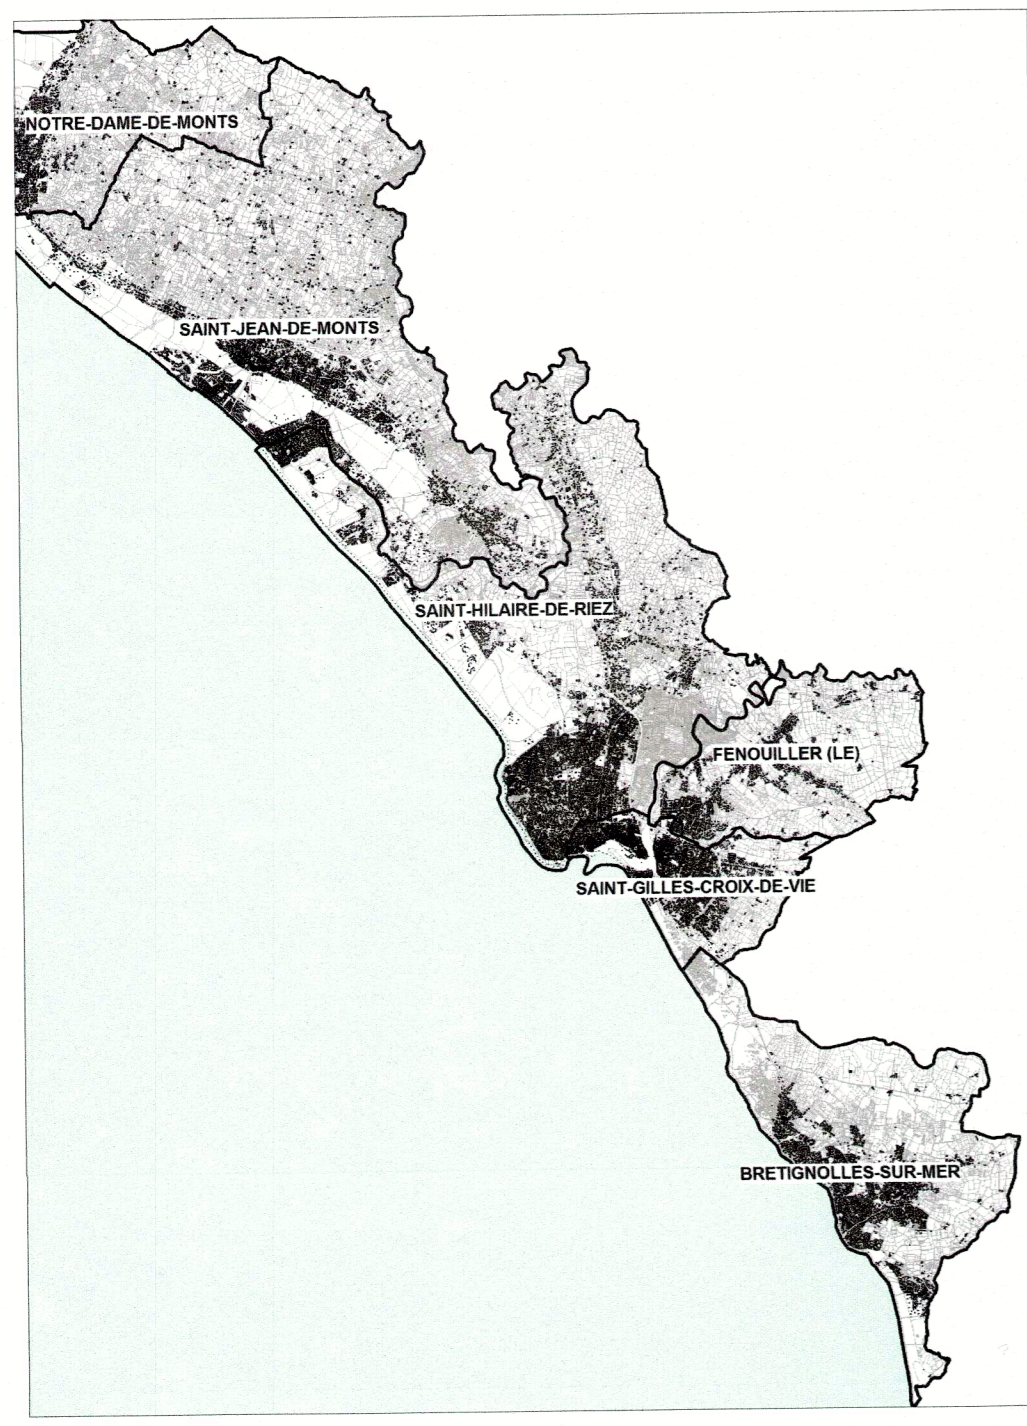 NOTRE-DAME-DE-MONTS
SAINT-JEAN-DE-MONTS
SAINT-HILAIRE-DE-RIEZ
FENOUILLER (LE)
SAINT-GILLES-CROIX-DE-VIE
BRETIGNOLLES-SUR-MER